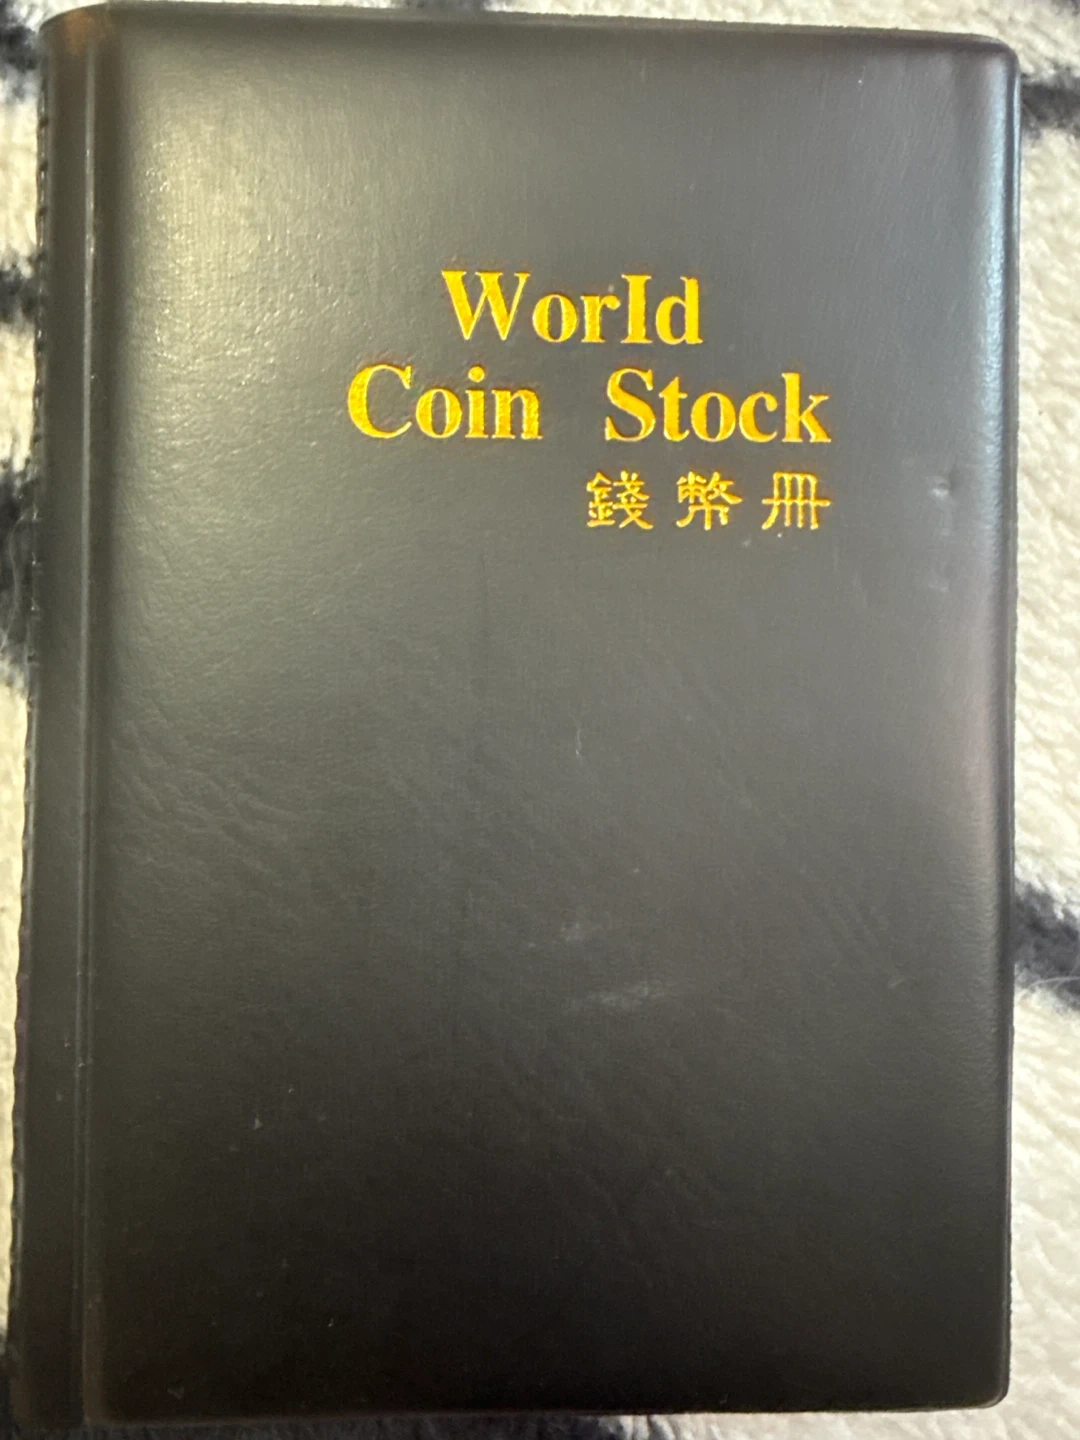 World
Coin Stock
錢幣冊